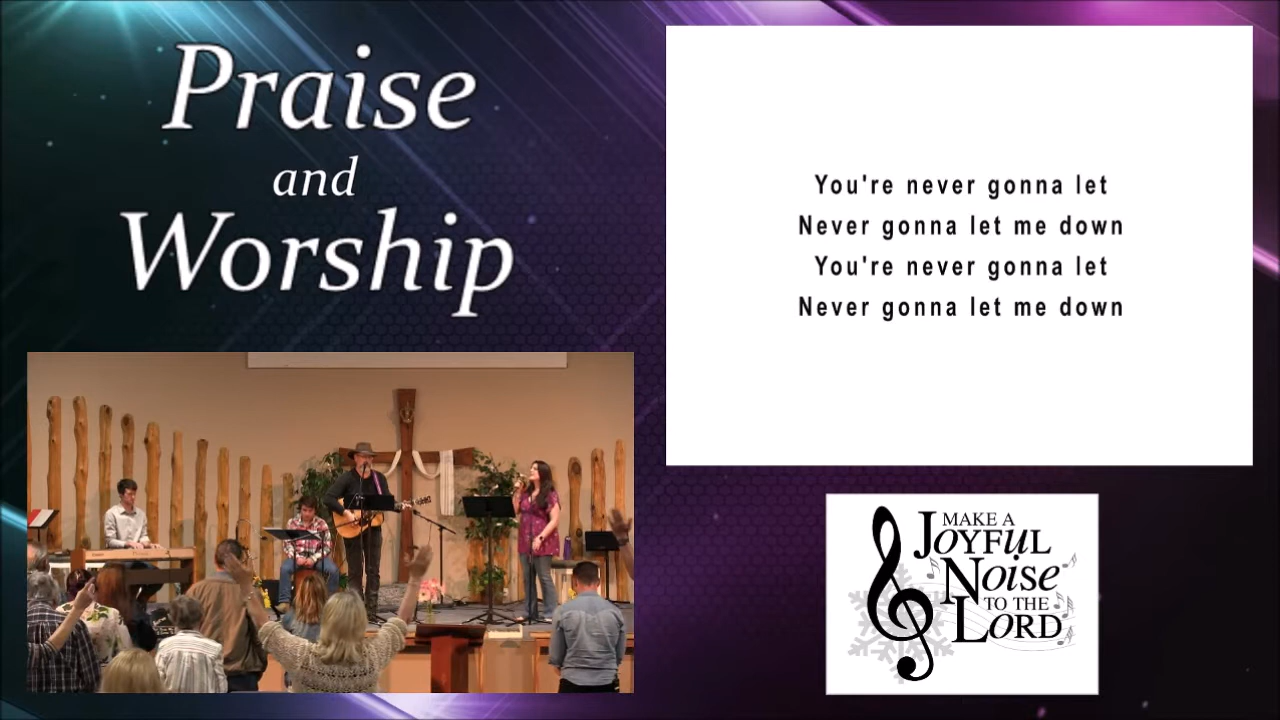 Praise
and
Worship
You're never gonna let
Never gonna let me down
You're never gonna let
Never gonna let me down
MAKE A
JOYFUL
NOISE
TO THE
LORD